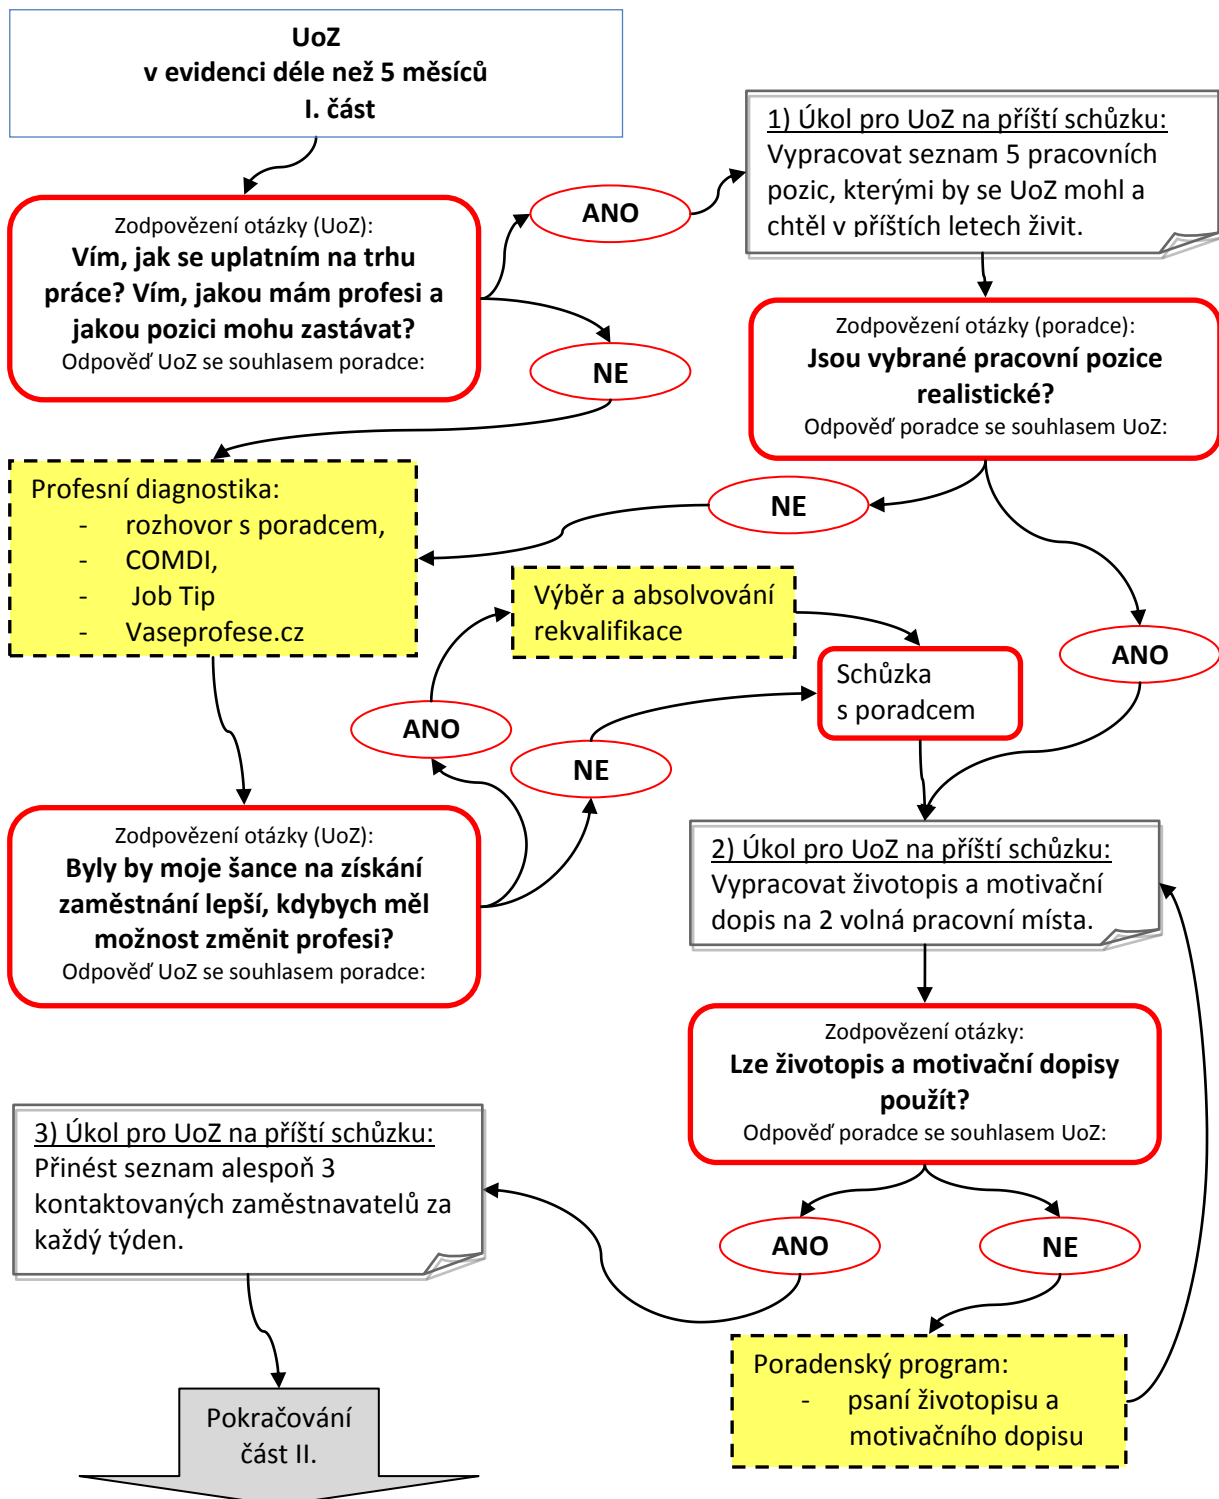 UoZ
v evidenci déle než 5 měsíců
I. část
1) Úkol pro UoZ na příští schůzku:
Vypracovat seznam 5 pracovních
pozic, kterými by se UoZ mohl a
chtěl v příštích letech živit.
ANO
Zodpovězení otázky (UoZ):
Vím, jak se uplatním na trhu
práce? Vím, jakou mám profesi a
jakou pozici mohu zastávat?
Odpověď UoZ se souhlasem poradce:
NE
Zodpovězení otázky (poradce):
Jsou vybrané pracovní pozice
realistické?
Odpověď poradce se souhlasem UoZ:
NE
Profesní diagnostika:
- rozhovor s poradcem,
- COMDI,
- Job Tip
- Vaseprofese.cz
Výběr a absolvování
rekvalifikace
ANO
Schůzka
s poradcem
ANO
NE
Zodpovězení otázky (UoZ):
Byly by moje šance na získání
zaměstnání lepší, kdybych měl
možnost změnit profesi?
Odpověď UoZ se souhlasem poradce:
2) Úkol pro UoZ na příští schůzku:
Vypracovat životopis a motivační
dopis na 2 volná pracovní místa.
Zodpovězení otázky:
Lze životopis a motivační dopisy
použít?
Odpověď poradce se souhlasem UoZ:
3) Úkol pro UoZ na příští schůzku:
Přinést seznam alespoň 3
kontaktovaných zaměstnavatelů za
každý týden.
ANO
NE
Poradenský program:
- psaní životopisu a
motivačního dopisu
Pokračování
část II.